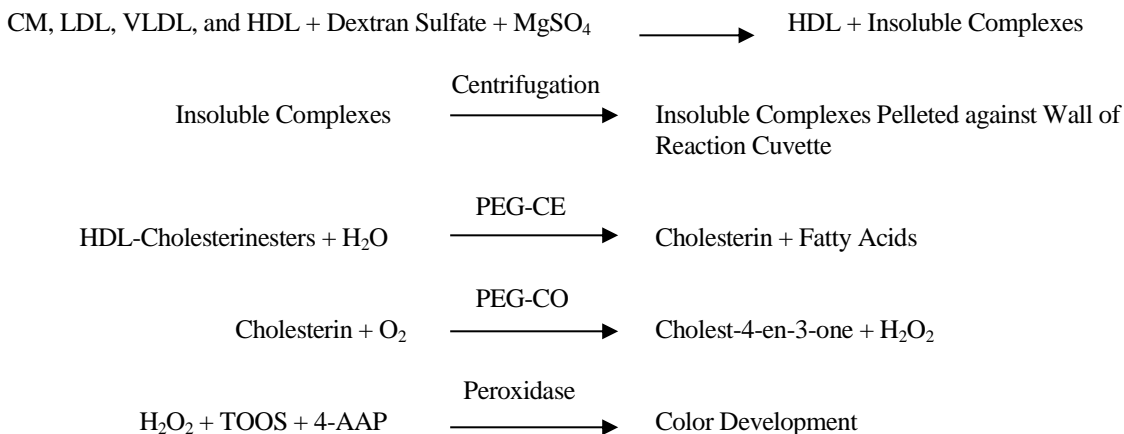 CM, LDL, VLDL, and HDL + Dextran Sulfate + MgSO₄ HDL + Insoluble Complexes
Centrifugation
Insoluble Complexes Insoluble Complexes Pelleted against Wall of
Reaction Cuvette
PEG-CE
HDL-Cholesterinesters + H₂O Cholesterin + Fatty Acids
PEG-CO
Cholesterin + O₂ Cholest-4-en-3-one + H₂O₂
Peroxidase
H₂O₂ + TOOS + 4-AAP Color Development